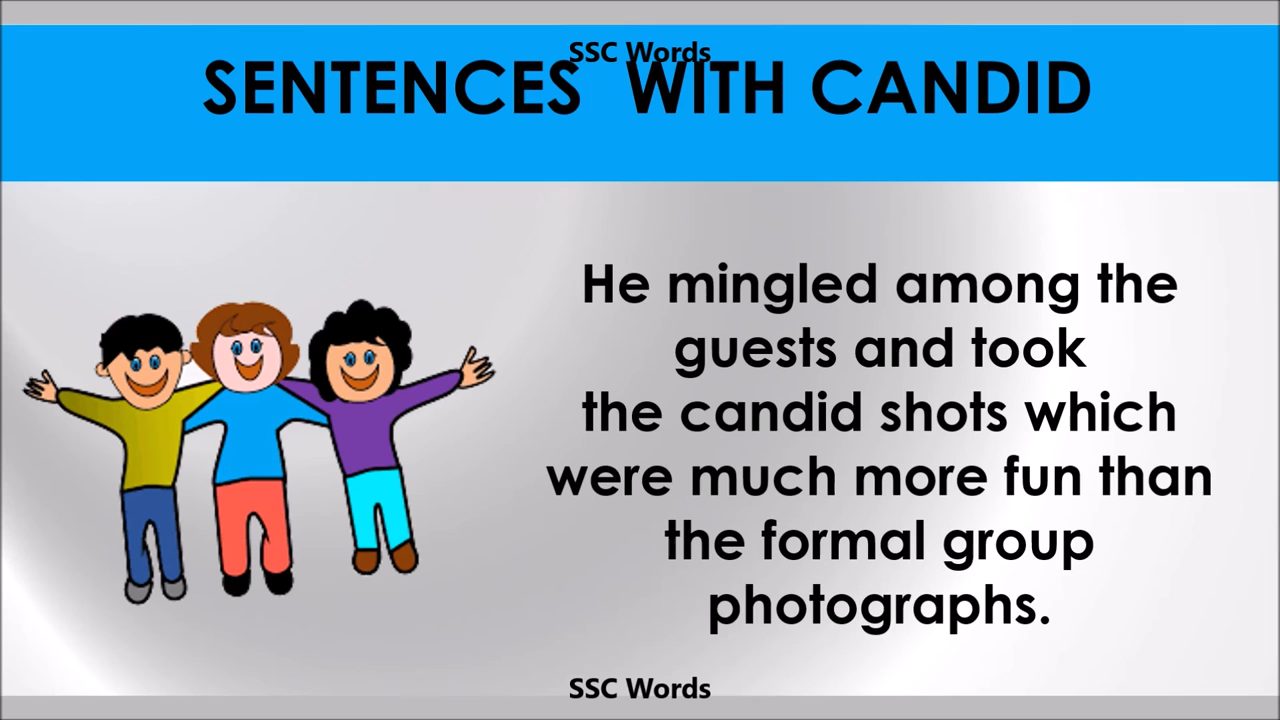 SSC Words
SENTENCES WITH CANDID
He mingled among the
guests and took
the candid shots which
were much more fun than
the formal group
photographs.
SSC Words